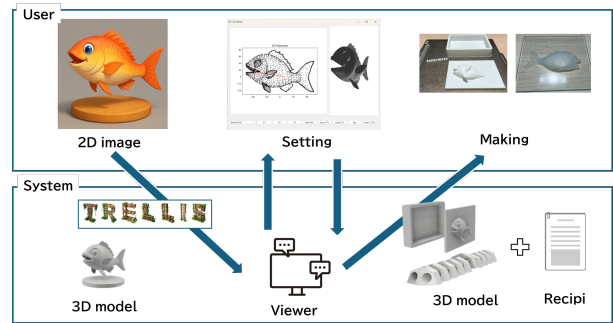 User
2D image
Setting
Making
System
TRELLIS
3D model
Viewer
3D model
Recipi